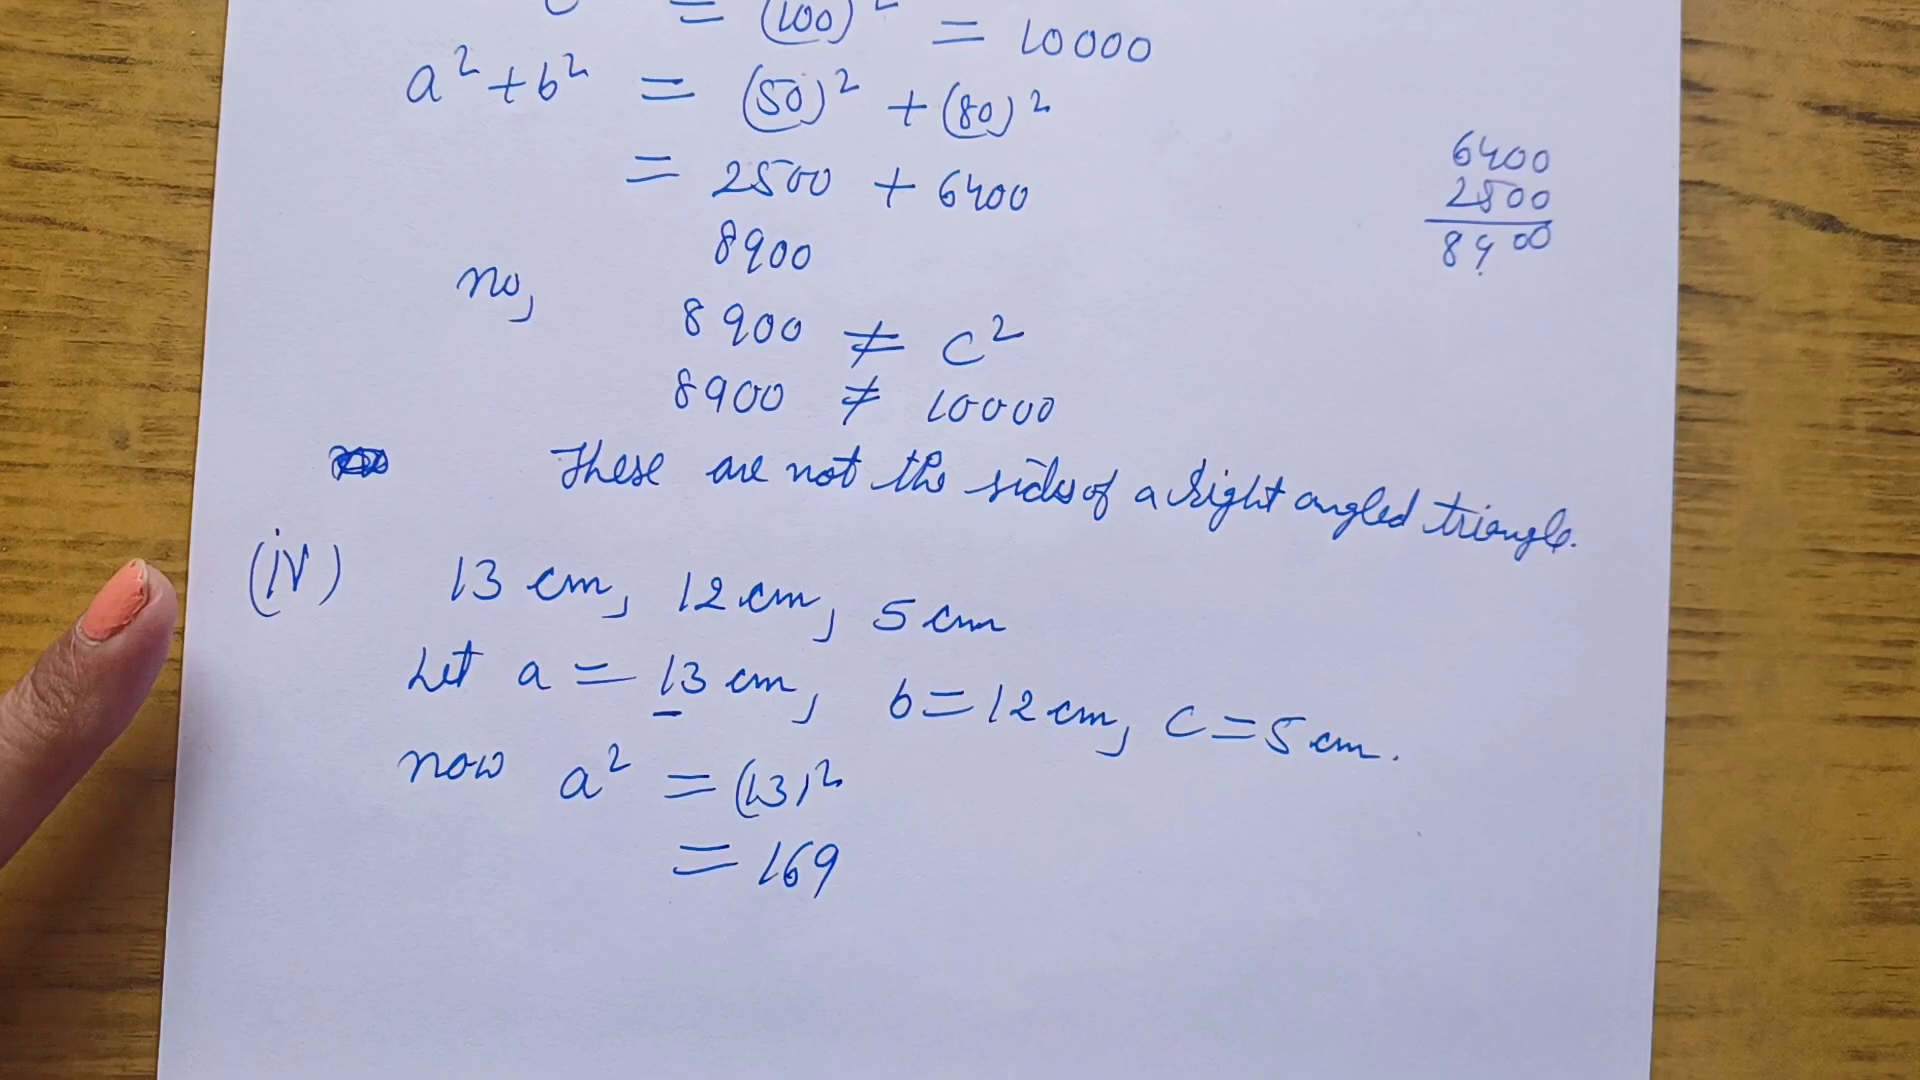 = (100)² = 10000
a² + b² = (50)² + (80)²
= 2500 + 6400
8900
no,
8900 ≠ c²
8900 ≠ 10000
6400
2500
8900
These are not the sides of a right angled triangle.
(iv) 13 cm, 12 cm, 5 cm
Let a = 13 cm, b = 12 cm, c = 5 cm.
now a² = (13)²
= 169